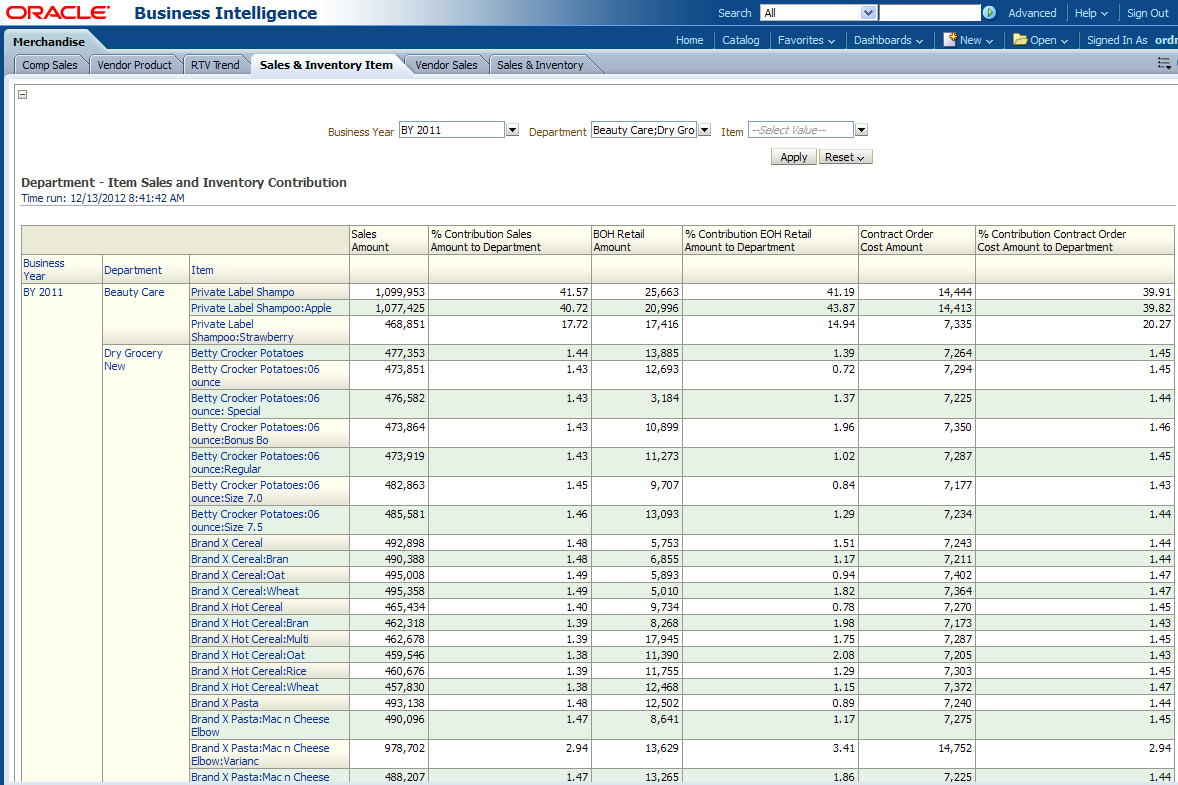 ORACLE® Business Intelligence Search All Advanced Help Sign Out
Merchandise Home Catalog Favorites Dashboards New Open Signed In As ordm
Comp Sales Vendor Product RTV Trend Sales & Inventory Item Vendor Sales Sales & Inventory
Business Year BY 2011 Department Beauty Care;Dry Gro Item --Select Value--
Apply Reset
Department - Item Sales and Inventory Contribution
Time run: 12/13/2012 8:41:42 AM
Sales % Contribution Sales BOH Retail % Contribution EOH Retail Contract Order % Contribution Contract Order
Amount Amount to Department Amount Amount to Department Cost Amount Cost Amount to Department
Business
Year Department Item
BY 2011 Beauty Care Private Label Shampo 1,099,953 41.57 25,663 41.19 14,444 39.91
Private Label Shampoo:Apple 1,077,425 40.72 20,996 43.87 14,413 39.82
Private Label 468,851 17.72 17,416 14.94 7,335 20.27
Shampoo:Strawberry
Dry Grocery Betty Crocker Potatoes 477,353 1.44 13,885 1.39 7,264 1.45
New Betty Crocker Potatoes:06 473,851 1.43 12,693 0.72 7,294 1.45
ounce
Betty Crocker Potatoes:06 476,582 1.43 3,184 1.37 7,225 1.44
ounce: Special
Betty Crocker Potatoes:06 473,864 1.43 10,899 1.96 7,350 1.46
ounce:Bonus Bo
Betty Crocker Potatoes:06 473,919 1.43 11,273 1.02 7,287 1.45
ounce:Regular
Betty Crocker Potatoes:06 482,863 1.45 9,707 0.84 7,177 1.43
ounce:Size 7.0
Betty Crocker Potatoes:06 485,581 1.46 13,093 1.29 7,234 1.44
ounce:Size 7.5
Brand X Cereal 492,898 1.48 5,753 1.51 7,243 1.44
Brand X Cereal:Bran 490,388 1.48 6,855 1.17 7,211 1.44
Brand X Cereal:Oat 495,008 1.49 5,893 0.94 7,402 1.47
Brand X Cereal:Wheat 495,358 1.49 5,010 1.82 7,364 1.47
Brand X Hot Cereal 465,434 1.40 9,734 0.78 7,270 1.45
Brand X Hot Cereal:Bran 462,318 1.39 8,268 1.98 7,173 1.43
Brand X Hot Cereal:Multi 462,678 1.39 17,945 1.75 7,287 1.45
Brand X Hot Cereal:Oat 459,546 1.38 11,390 2.08 7,205 1.43
Brand X Hot Cereal:Rice 460,676 1.39 11,755 1.29 7,303 1.45
Brand X Hot Cereal:Wheat 457,830 1.38 12,468 1.15 7,372 1.47
Brand X Pasta 493,138 1.48 12,502 0.89 7,240 1.44
Brand X Pasta:Mac n Cheese 490,096 1.47 8,641 1.17 7,275 1.45
Elbow
Brand X Pasta:Mac n Cheese 978,702 2.94 13,629 3.41 14,752 2.94
Elbow:Varianc
Brand X Pasta:Mac n Cheese 488,207 1.47 13,265 1.86 7,225 1.44